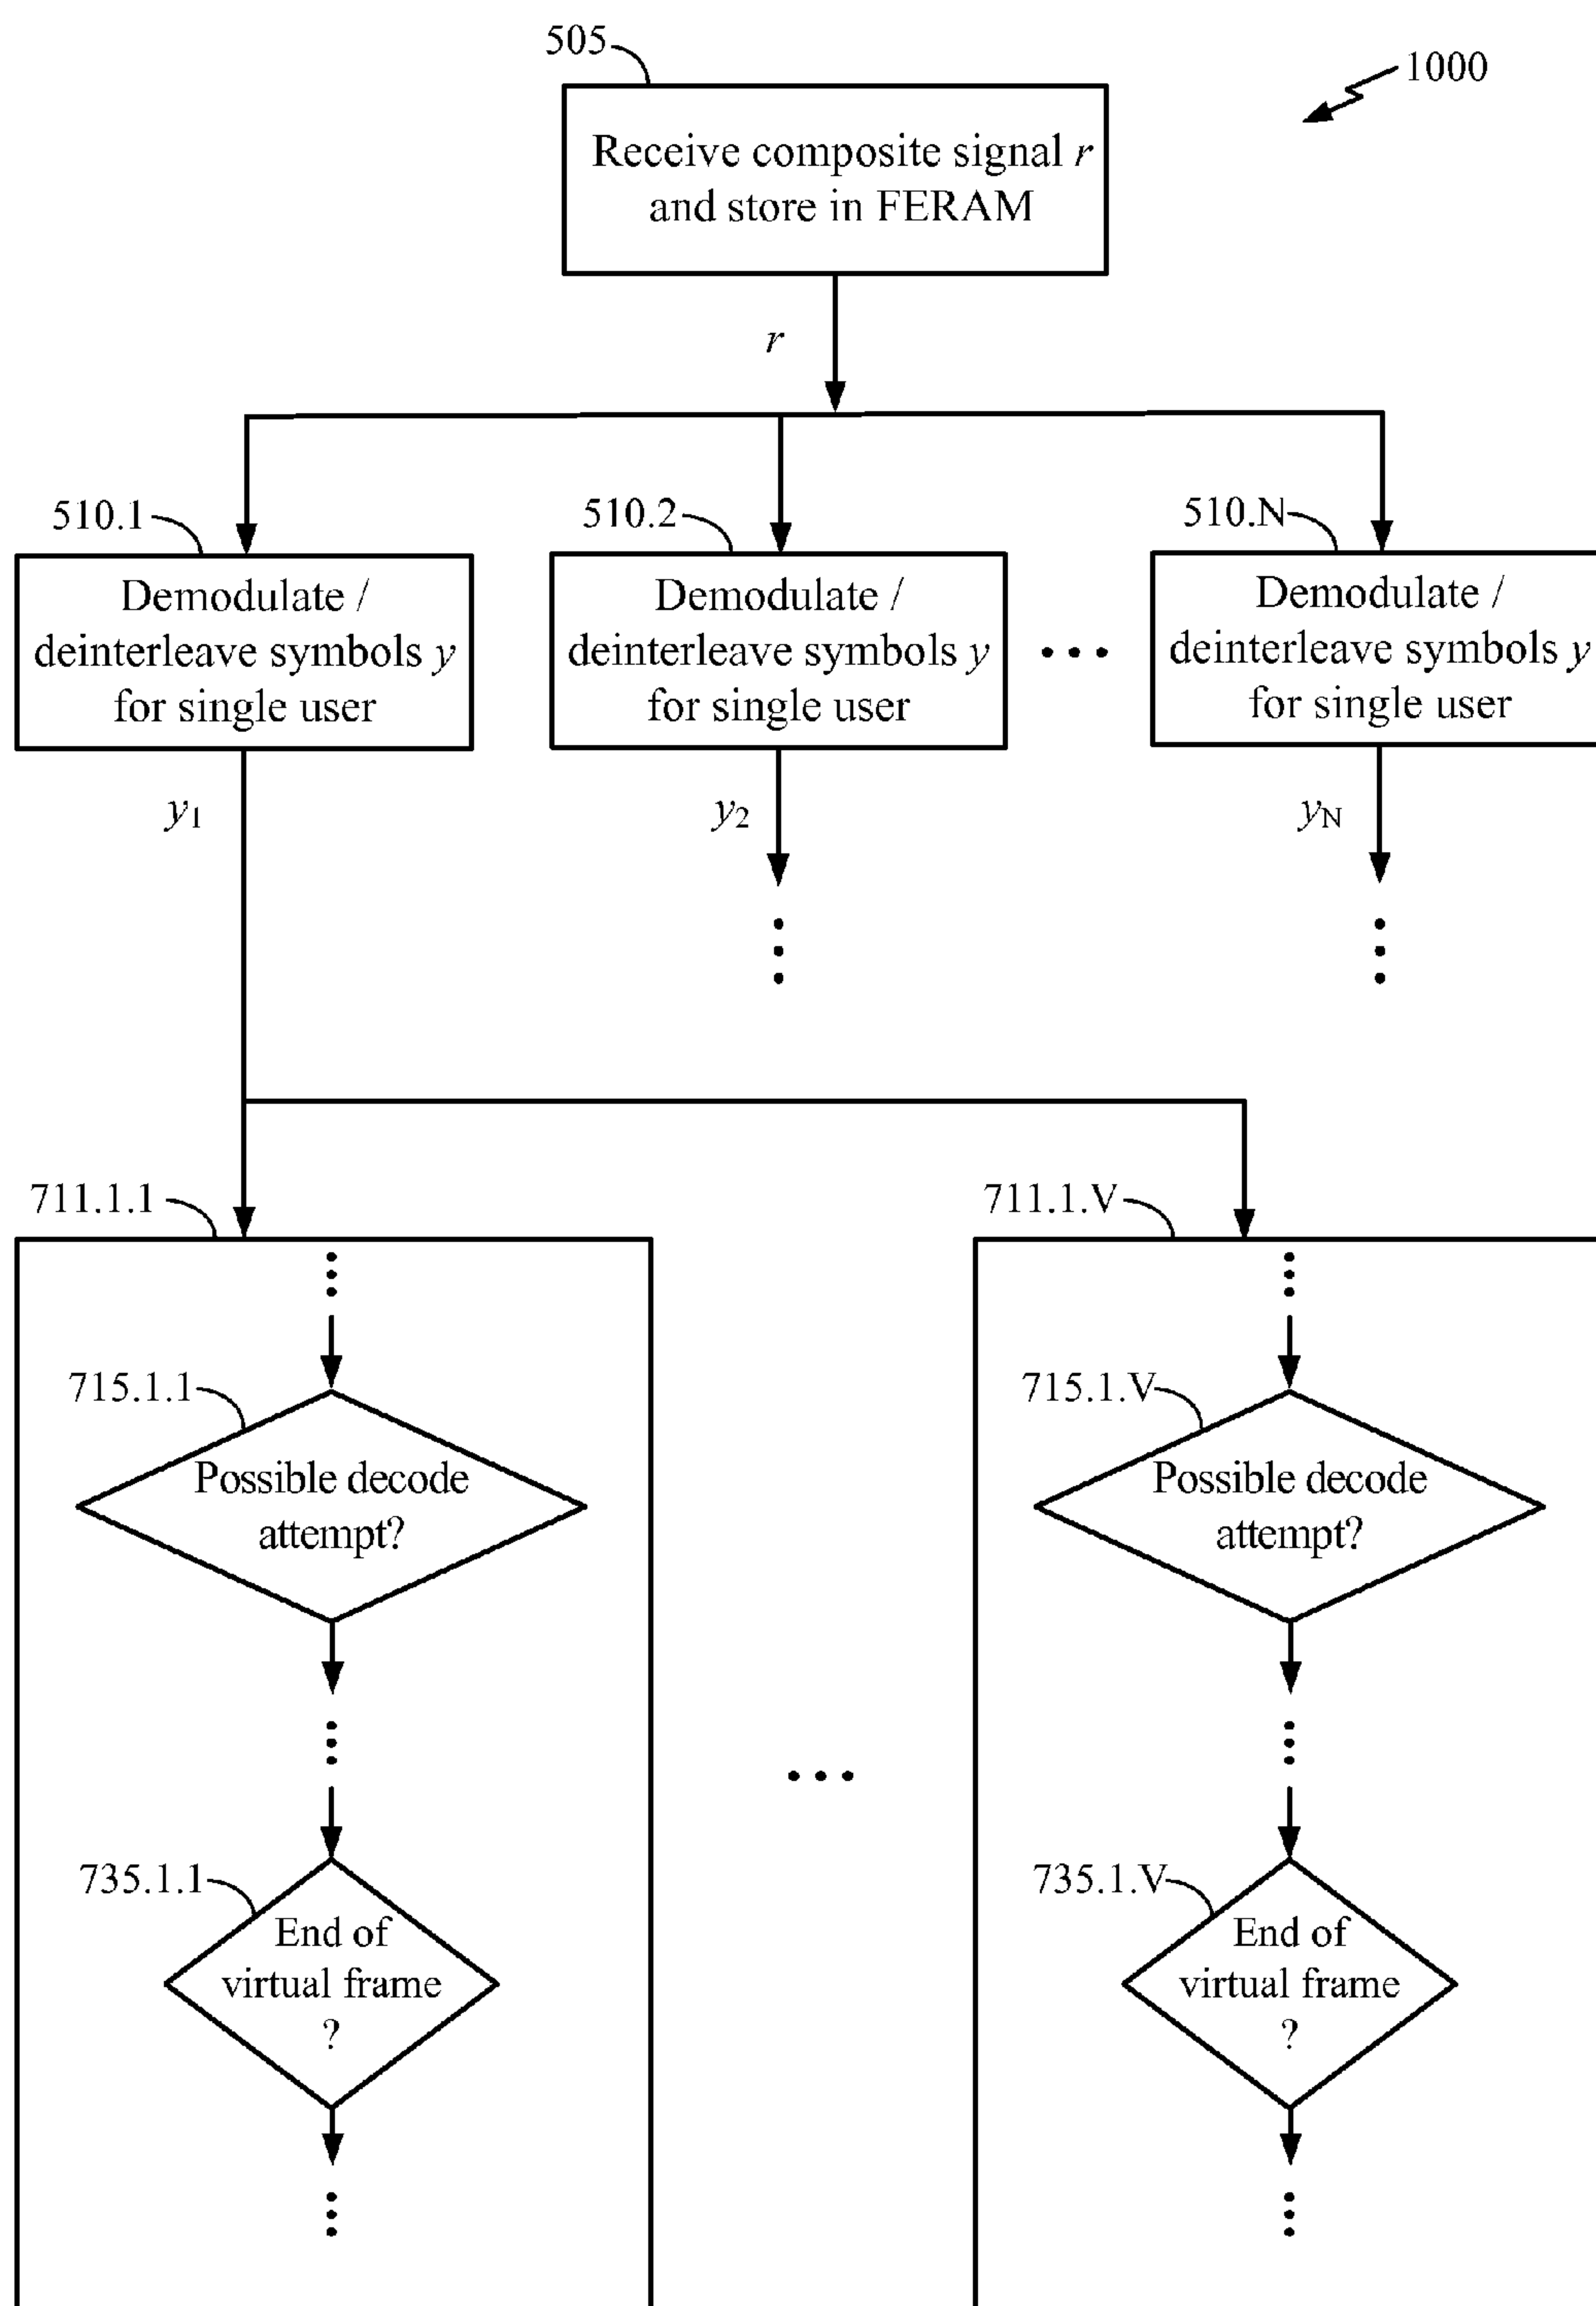 505
1000
Receive composite signal r
and store in FERAM
r
510.1
510.2
510.N
Demodulate /
deinterleave symbols y
for single user
Demodulate /
deinterleave symbols y
for single user
Demodulate /
deinterleave symbols y
for single user
y1
y2
yN
711.1.1
711.1.V
715.1.1
715.1.V
Possible decode
attempt?
Possible decode
attempt?
735.1.1
735.1.V
End of
virtual frame
?
End of
virtual frame
?